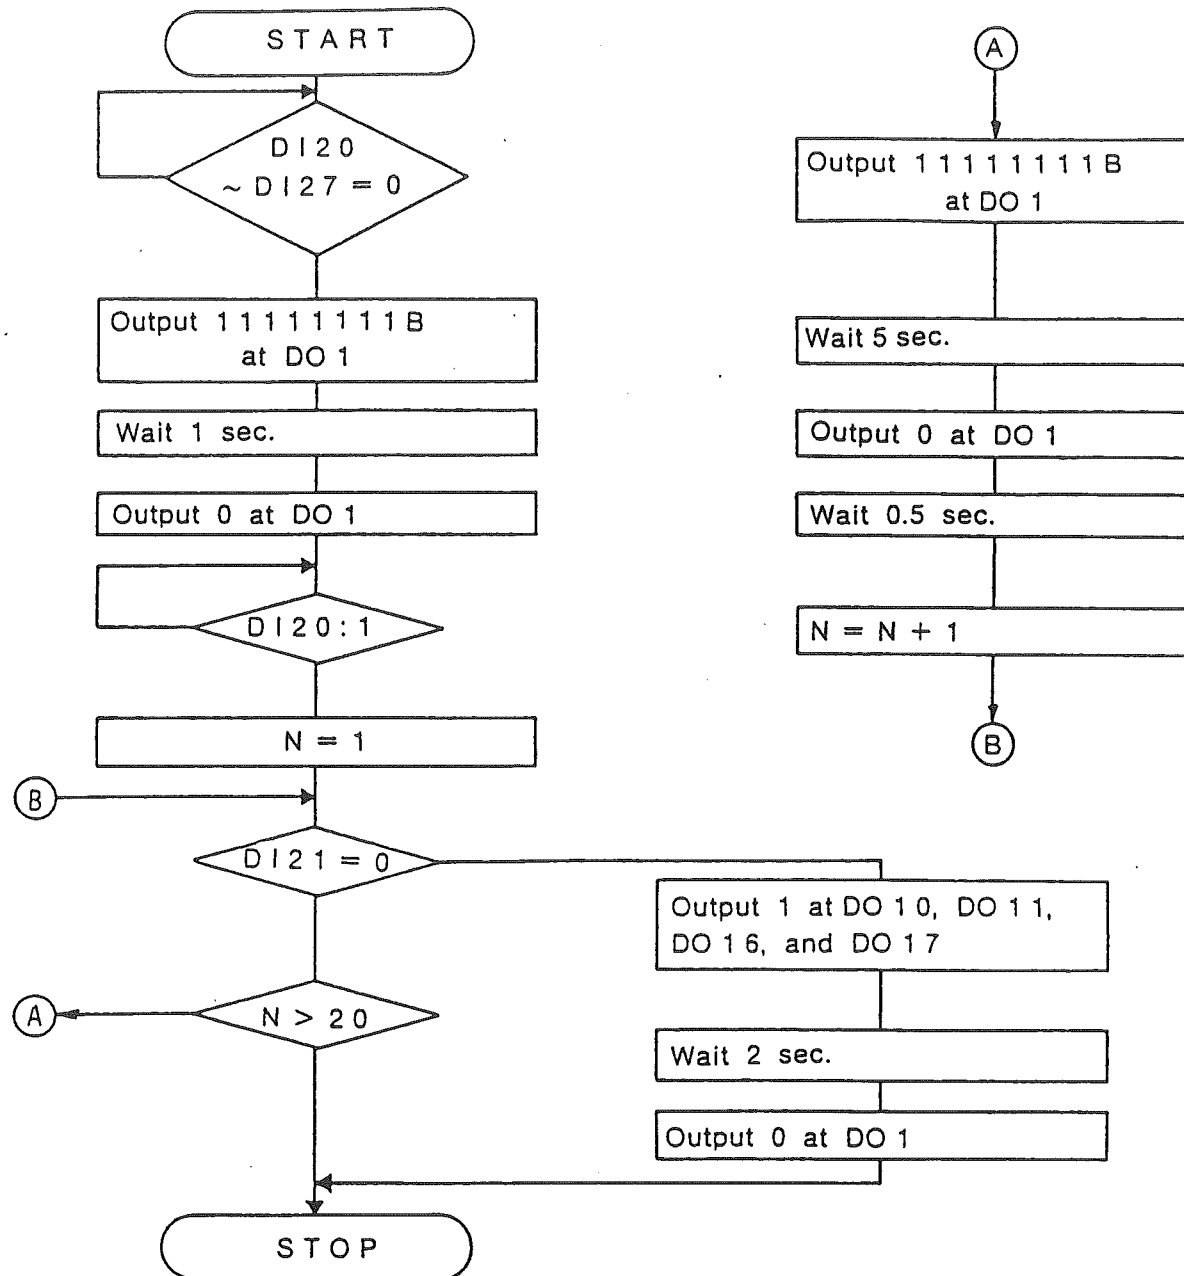 START
DI20
~ DI27 = 0
Output 11111111B
at DO1
Wait 1 sec.
Output 0 at DO1
DI20:1
N = 1
B
DI21 = 0
Output 1 at DO10, DO11,
DO16, and DO17
A
N > 20
Wait 2 sec.
Output 0 at DO1
STOP
A
Output 11111111B
at DO1
Wait 5 sec.
Output 0 at DO1
Wait 0.5 sec.
N = N + 1
B